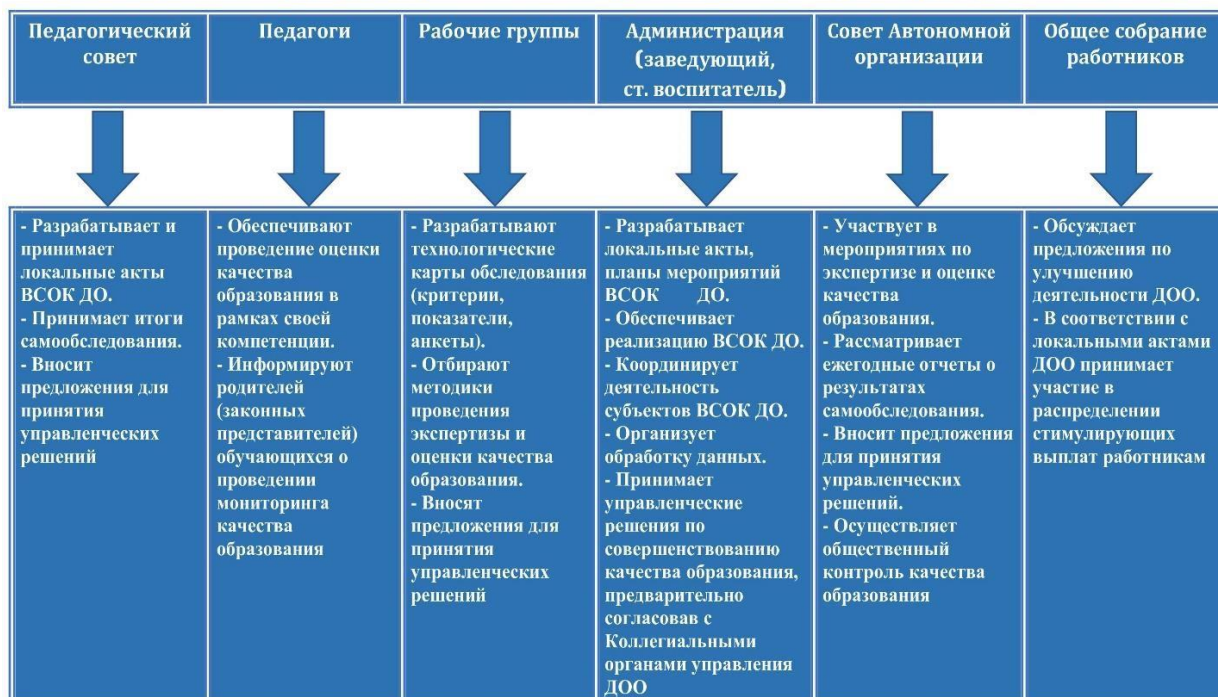 Педагогический
совет
Педагоги
Рабочие группы
Администрация
(заведующий,
ст. воспитатель)
Совет Автономной
организации
Общее собрание
работников
- Разрабатывает и
принимает
локальные акты
ВСОК ДО.
- Принимает итоги
самообследования.
- Вносит
предложения для
принятия
управленческих
решений
- Обеспечивают
проведение оценки
качества
образования в
рамках своей
компетенции.
- Информируют
родителей
(законных
представителей)
обучающихся о
проведении
мониторинга
качества
образования
- Разрабатывают
технологические
карты обследования
(критерии,
показатели,
анкеты).
- Отбирают
методики
проведения
экспертизы и
оценки качества
образования.
- Вносят
предложения для
принятия
управленческих
решений
- Разрабатывает
локальные акты,
планы мероприятий
ВСОК ДО.
- Обеспечивает
реализацию ВСОК ДО.
- Координирует
деятельность
субъектов ВСОК ДО.
- Организует
обработку данных.
- Принимает
управленческие
решения по
совершенствованию
качества образования,
предварительно
согласовав с
Коллегиальными
органами управления
ДОО
- Участвует в
мероприятиях по
экспертизе и оценке
качества
образования.
- Рассматривает
ежегодные отчеты о
результатах
самообследования.
- Вносит предложения
для принятия
управленческих
решений.
- Осуществляет
общественный
контроль качества
образования
- Обсуждает
предложения по
улучшению
деятельности ДОО.
- В соответствии с
локальными актами
ДОО принимает
участие в
распределении
стимулирующих
выплат работникам